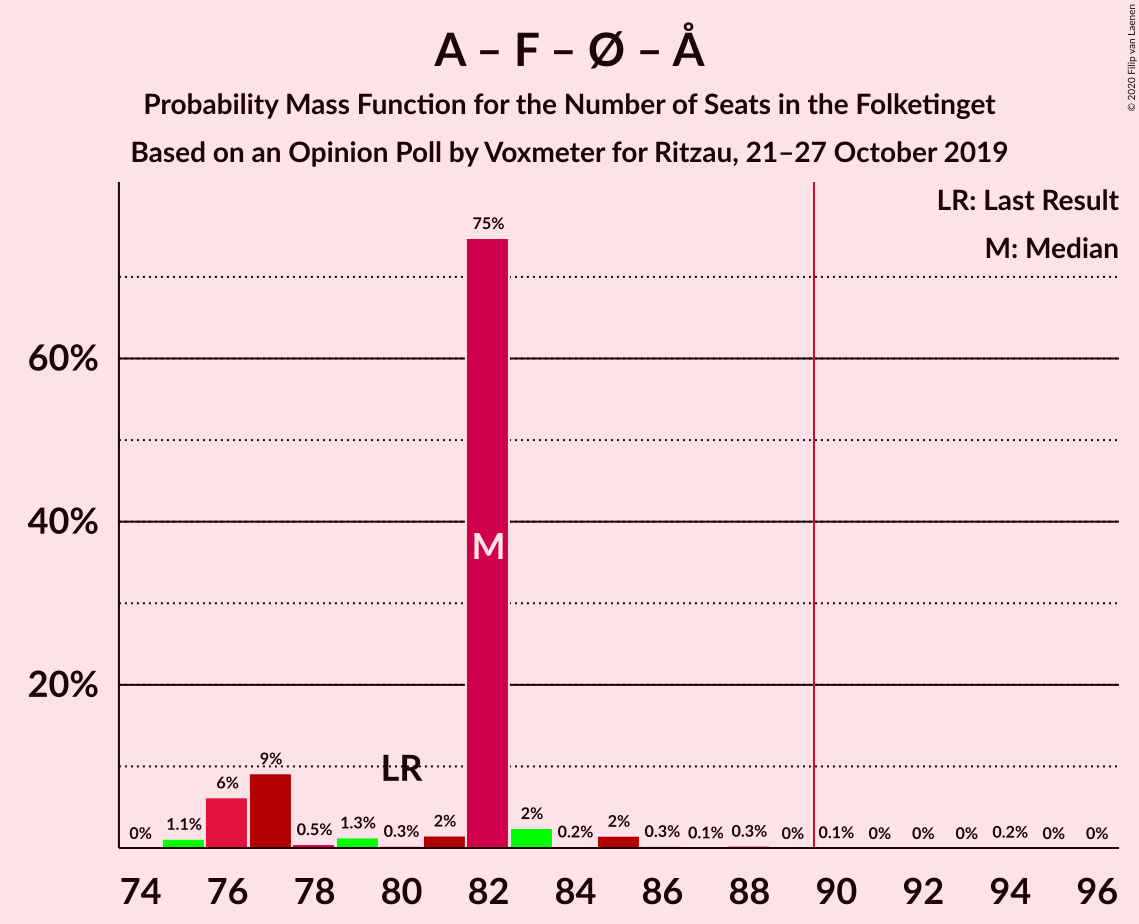 A – F – Ø – Å
Probability Mass Function for the Number of Seats in the Folketinget
Based on an Opinion Poll by Voxmeter for Ritzau, 21–27 October 2019
© 2020 Filip van Laenen
LR: Last Result
M: Median
60%
40%
20%
0%
1.1%
6%
9%
0.5%
1.3%
0.3%
2%
75%
2%
0.2%
2%
0.3%
0.1%
0.3%
0%
0.1%
0%
0%
0%
0.2%
0%
0%
LR
M
74 76 78 80 82 84 86 88 90 92 94 96